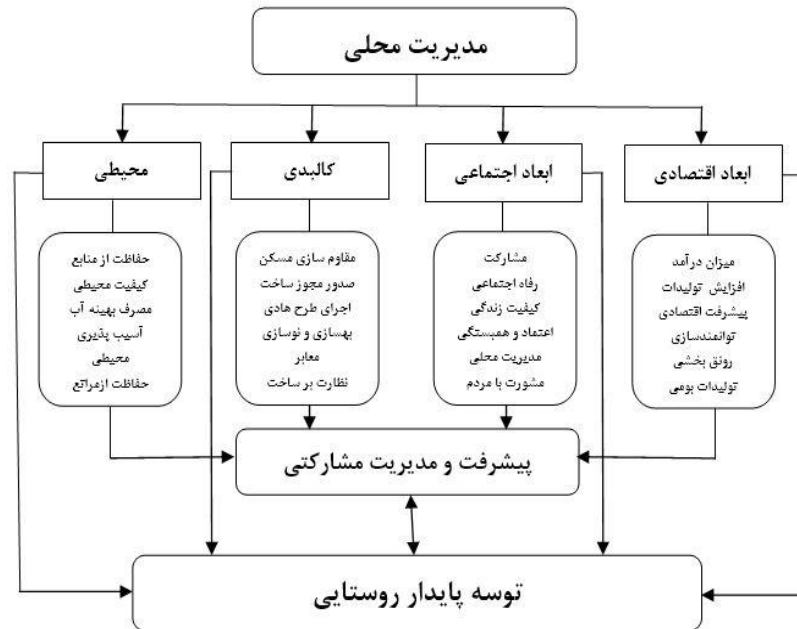 مدیریت محلی
ابعاد اقتصادی
ابعاد اجتماعی
کالبدی
محیطی
میزان درآمد
افزایش تولیدات
پیشرفت اقتصادی
توانمندسازی
رونق بخشی
تولیدات بومی
مشارکت
رفاه اجتماعی
کیفیت زندگی
اعتماد و همبستگی
مدیریت محلی
مشورت با مردم
مقاوم سازی مسکن
صدور مجوز ساخت
اجرای طرح هادی
بهسازی و نوسازی
معابر
نظارت بر ساخت
حفاظت از منابع
کیفیت محیطی
مصرف بهینه آب
آسیب پذیری
محیطی
حفاظت ازمراتع
پیشرفت و مدیریت مشارکتی
توسه پایدار روستایی